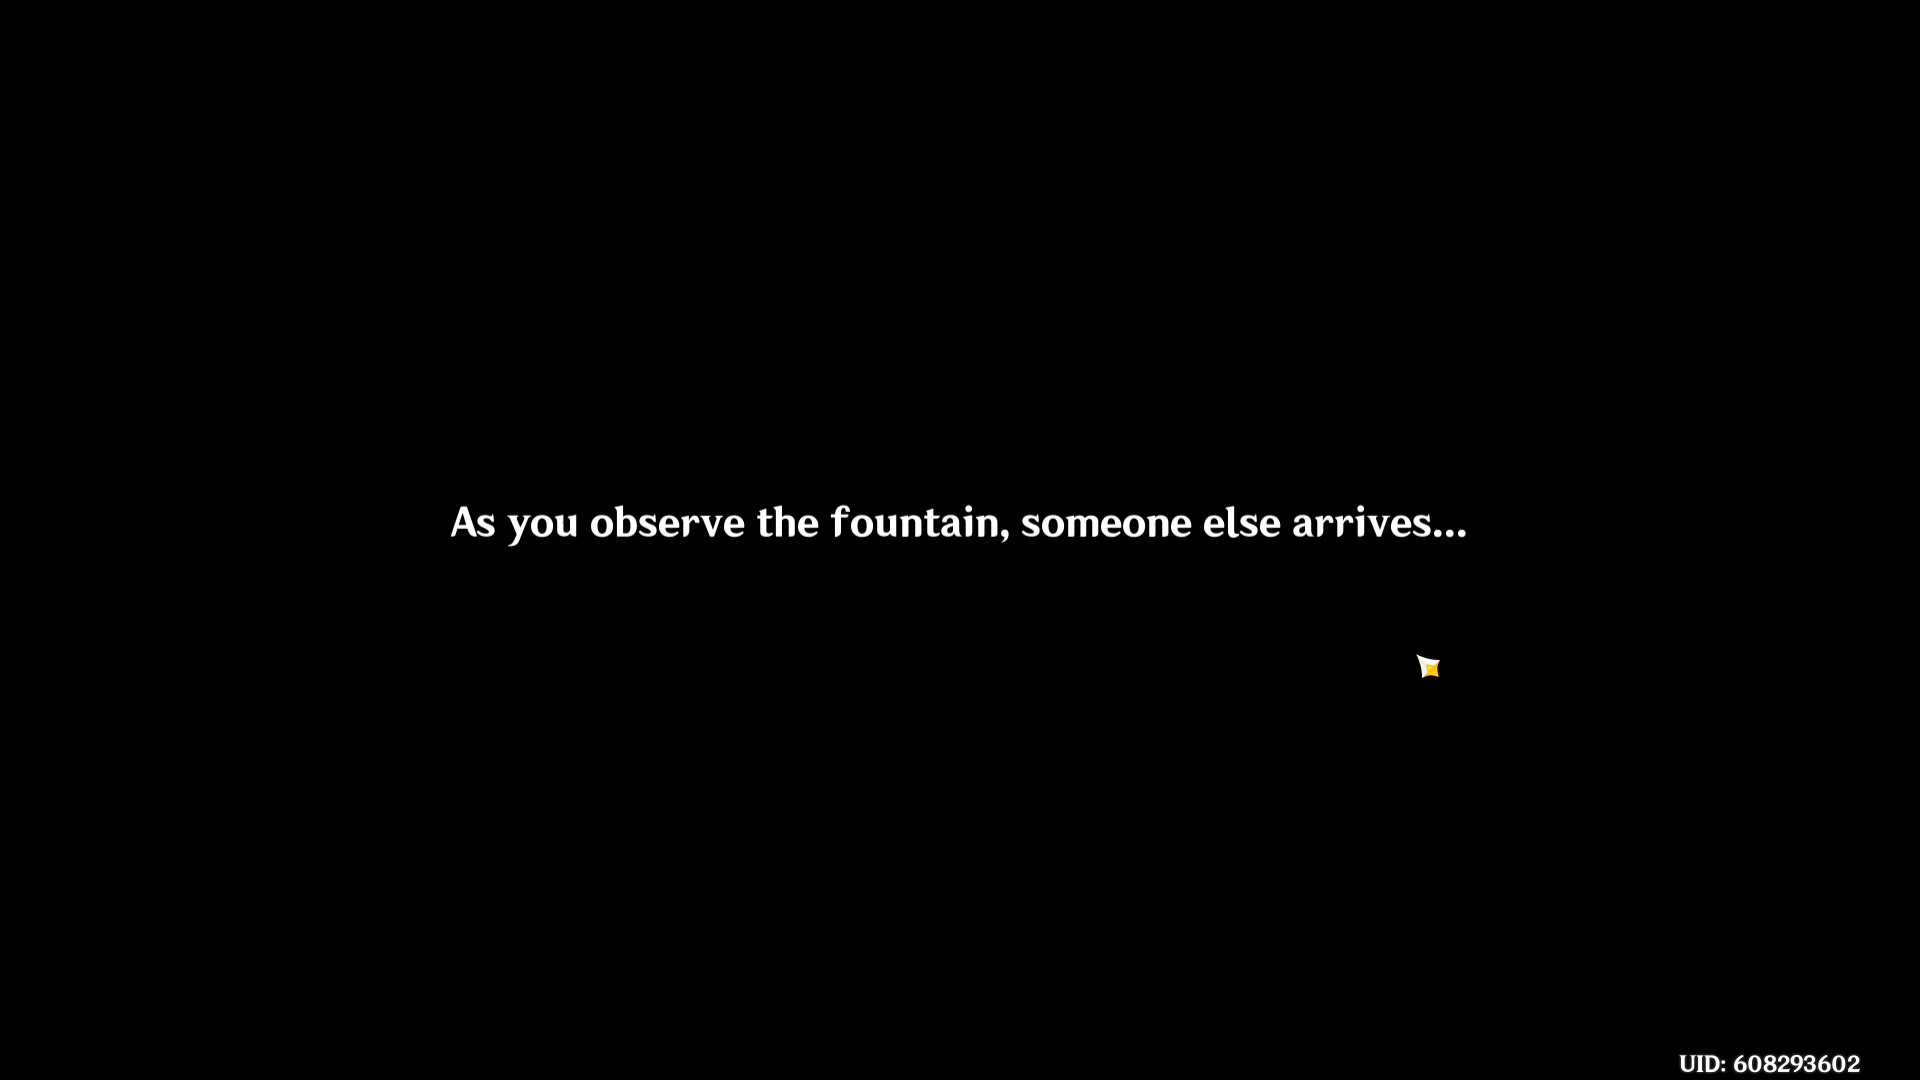 As you observe the fountain, someone else arrives...
UID: 608293602